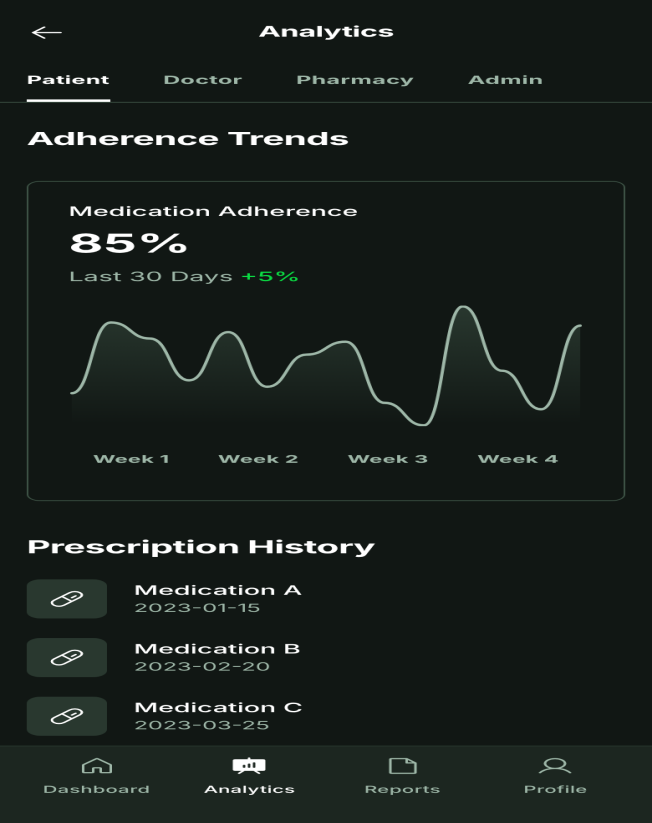 Analytics
Patient Doctor Pharmacy Admin
Adherence Trends
Medication Adherence
85%
Last 30 Days +5%
Week 1 Week 2 Week 3 Week 4
Prescription History
Medication A
2023-01-15
Medication B
2023-02-20
Medication C
2023-03-25
Dashboard Analytics Reports Profile